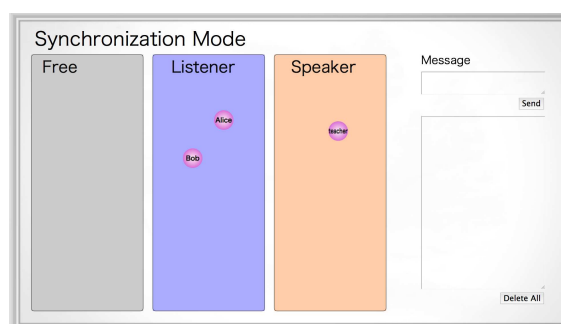 Synchronization Mode
Free
Listener
Speaker
Alice
Bob
teacher
Message
Send
Delete All